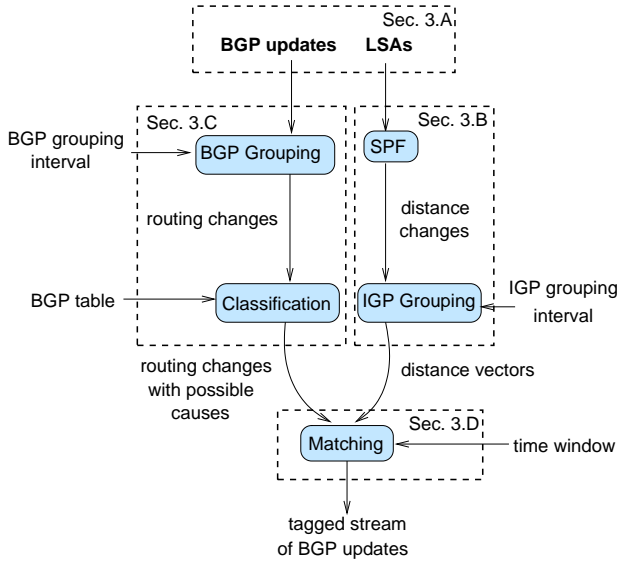 Sec. 3.A
BGP updates LSAs
Sec. 3.C
Sec. 3.B
BGP grouping
interval
BGP Grouping
SPF
routing changes
distance
changes
BGP table
Classification
IGP Grouping
IGP grouping
interval
routing changes
with possible
causes
distance vectors
Sec. 3.D
Matching
time window
tagged stream
of BGP updates